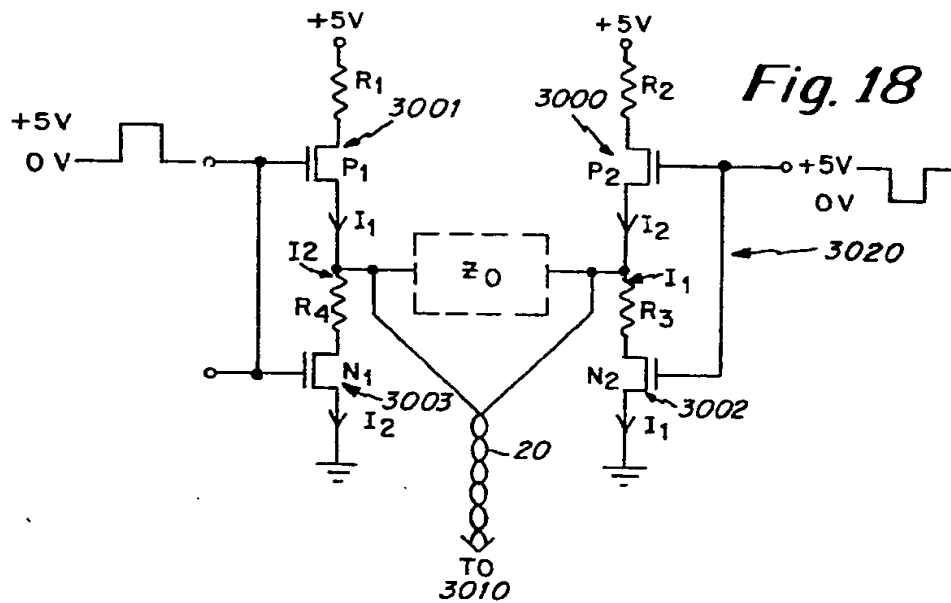 +5V
+5V
R1
R2
Fig. 18
3001
3000
+5V
0V
P1
P2
+5V
0V
I1
I2
3020
I2
Z0
I1
R4
R3
N1
N2
3003
3002
I2
20
I1
TO
3010